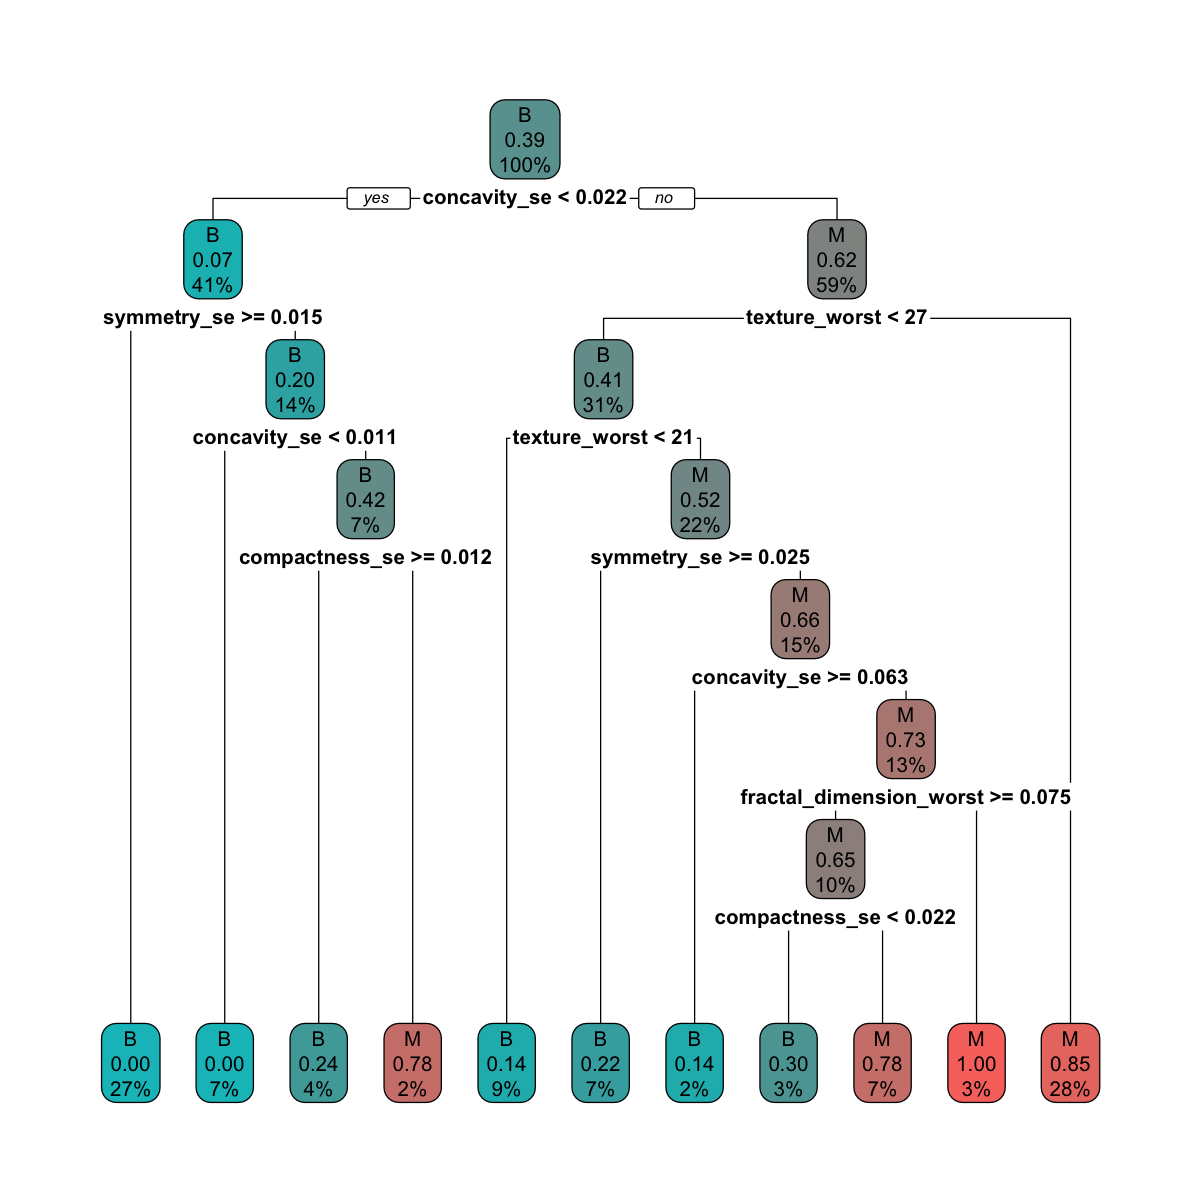 B
0.39
100%
yes
concavity_se < 0.022
no
B
0.07
41%
M
0.62
59%
symmetry_se >= 0.015
texture_worst < 27
B
0.20
14%
B
0.41
31%
concavity_se < 0.011
texture_worst < 21
B
0.42
7%
M
0.52
22%
compactness_se >= 0.012
symmetry_se >= 0.025
M
0.66
15%
concavity_se >= 0.063
M
0.73
13%
fractal_dimension_worst >= 0.075
M
0.65
10%
compactness_se < 0.022
B
0.00
27%
B
0.00
7%
B
0.24
4%
M
0.78
2%
B
0.14
9%
B
0.22
7%
B
0.14
2%
B
0.30
3%
M
0.78
7%
M
1.00
3%
M
0.85
28%